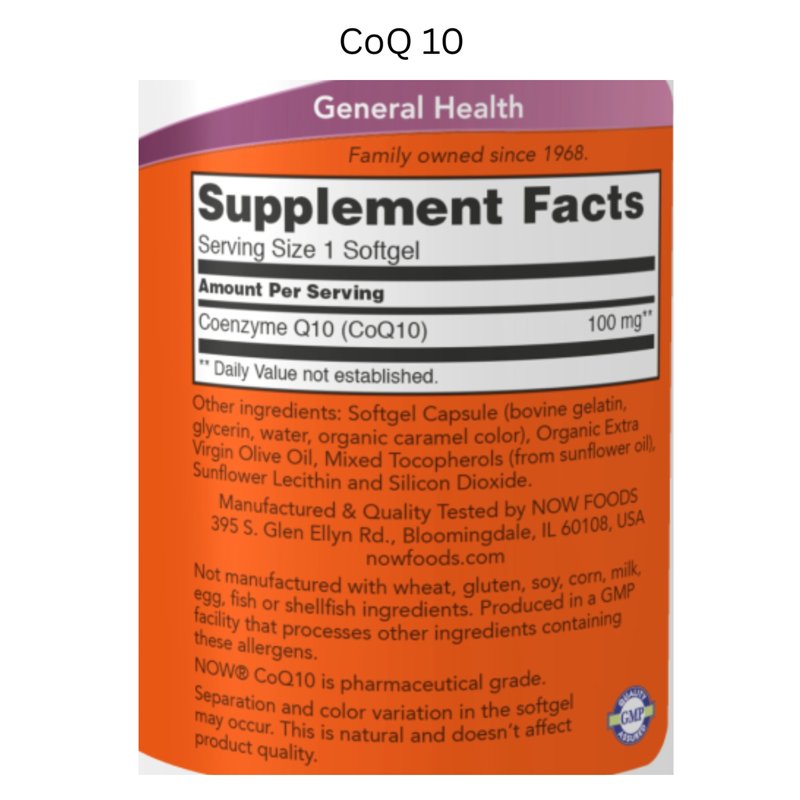 CoQ 10
General Health
Family owned since 1968.
Supplement Facts
Serving Size 1 Softgel
Amount Per Serving
Coenzyme Q10 (CoQ10) 100 mg**
** Daily Value not established.
Other ingredients: Softgel Capsule (bovine gelatin,
glycerin, water, organic caramel color), Organic Extra
Virgin Olive Oil, Mixed Tocopherols (from sunflower oil),
Sunflower Lecithin and Silicon Dioxide.
Manufactured & Quality Tested by NOW FOODS
395 S. Glen Ellyn Rd., Bloomingdale, IL 60108, USA
nowfoods.com
Not manufactured with wheat, gluten, soy, corn, milk,
egg, fish or shellfish ingredients. Produced in a GMP
facility that processes other ingredients containing
these allergens.
NOW® CoQ10 is pharmaceutical grade.
Separation and color variation in the softgel
may occur. This is natural and doesn't affect
product quality.
QUALITY
GMP
ASSURED